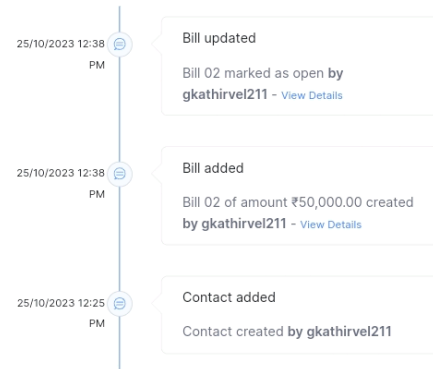 25/10/2023 12:38
PM
Bill updated
Bill 02 marked as open by
gkathirvel211 - View Details
25/10/2023 12:38
PM
Bill added
Bill 02 of amount ₹50,000.00 created
by gkathirvel211 - View Details
25/10/2023 12:25
PM
Contact added
Contact created by gkathirvel211